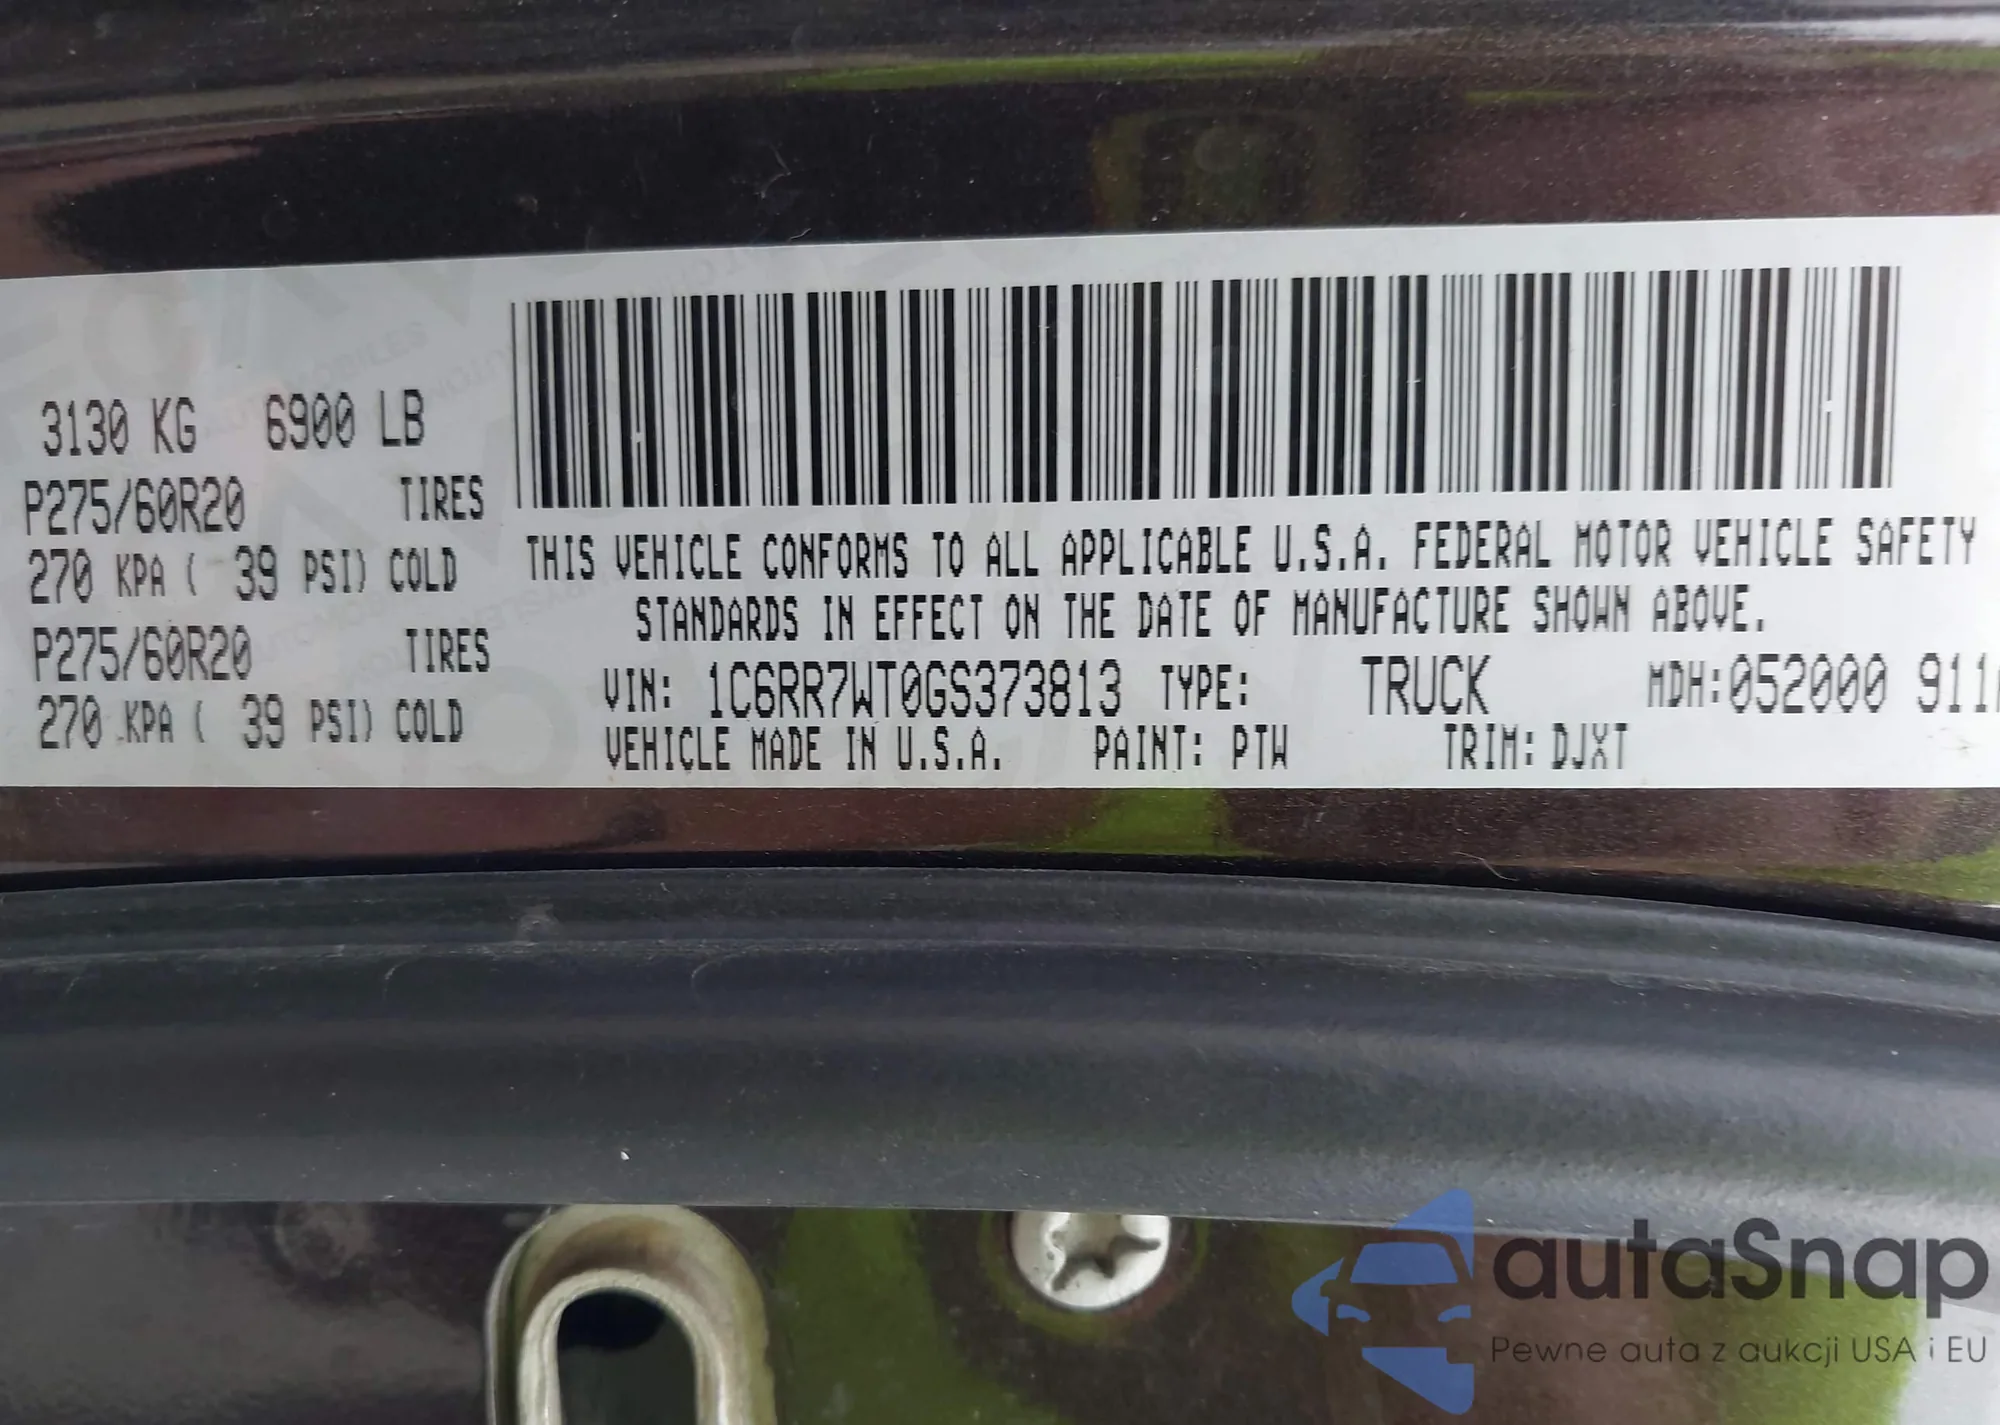 3130 KG 6900 LB
P275/60R20 TIRES
270 KPA ( 39 PSI) COLD
P275/60R20 TIRES
270 KPA ( 39 PSI) COLD
THIS VEHICLE CONFORMS TO ALL APPLICABLE U.S.A. FEDERAL MOTOR VEHICLE SAFETY
STANDARDS IN EFFECT ON THE DATE OF MANUFACTURE SHOWN ABOVE.
VIN: 1C6RR7WT0GS373813 TYPE: TRUCK MDH:052000 911
VEHICLE MADE IN U.S.A. PAINT: PTW TRIM: DJXT
autaSnap
Pewne auta z aukcji USA i EU